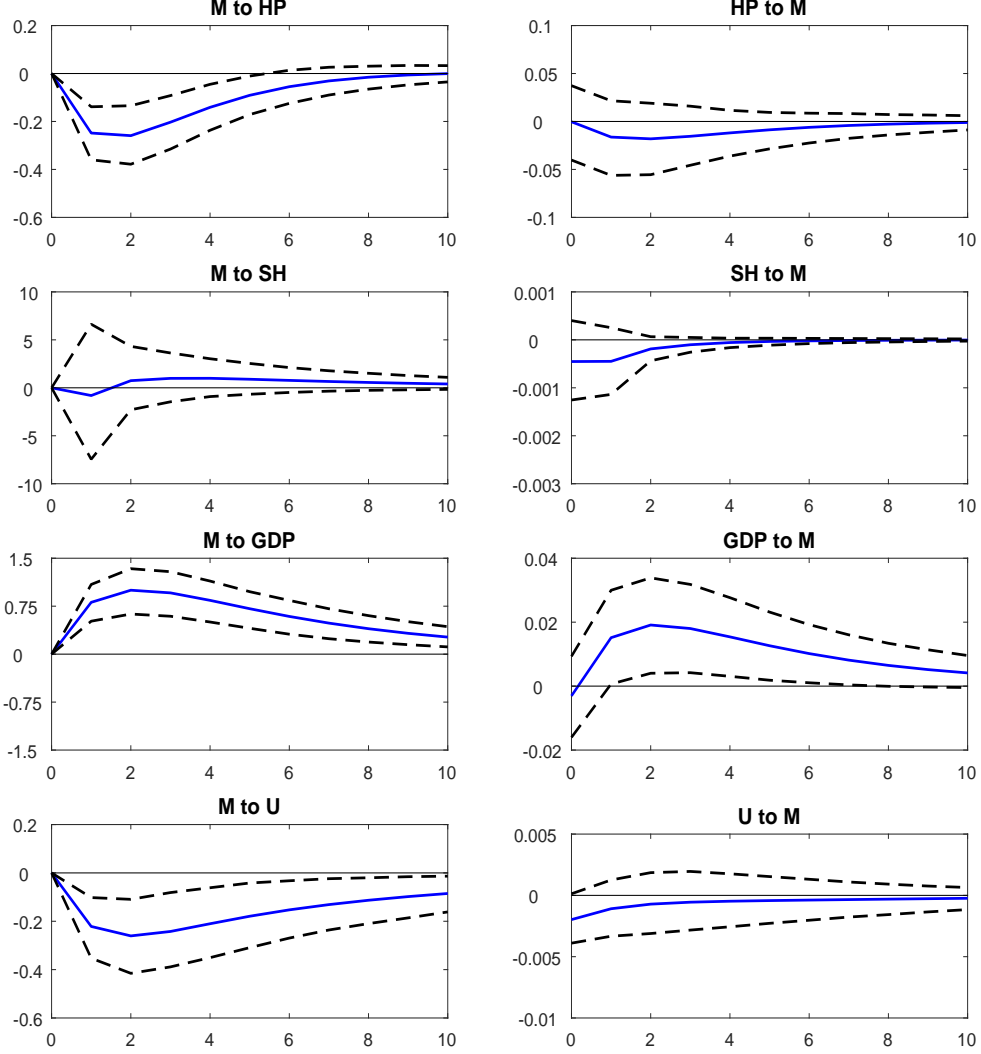 M to HP
0.2
0
-0.2
-0.4
-0.6
0 2 4 6 8 10
HP to M
0.1
0.05
0
-0.05
-0.1
0 2 4 6 8 10
M to SH
10
5
0
-5
-10
0 2 4 6 8 10
SH to M
0.001
0
-0.001
-0.002
-0.003
0 2 4 6 8 10
M to GDP
1.5
0.75
0
-0.75
-1.5
0 2 4 6 8 10
GDP to M
0.04
0.02
0
-0.02
0 2 4 6 8 10
M to U
0.2
0
-0.2
-0.4
-0.6
0 2 4 6 8 10
U to M
0.005
0
-0.005
-0.01
0 2 4 6 8 10